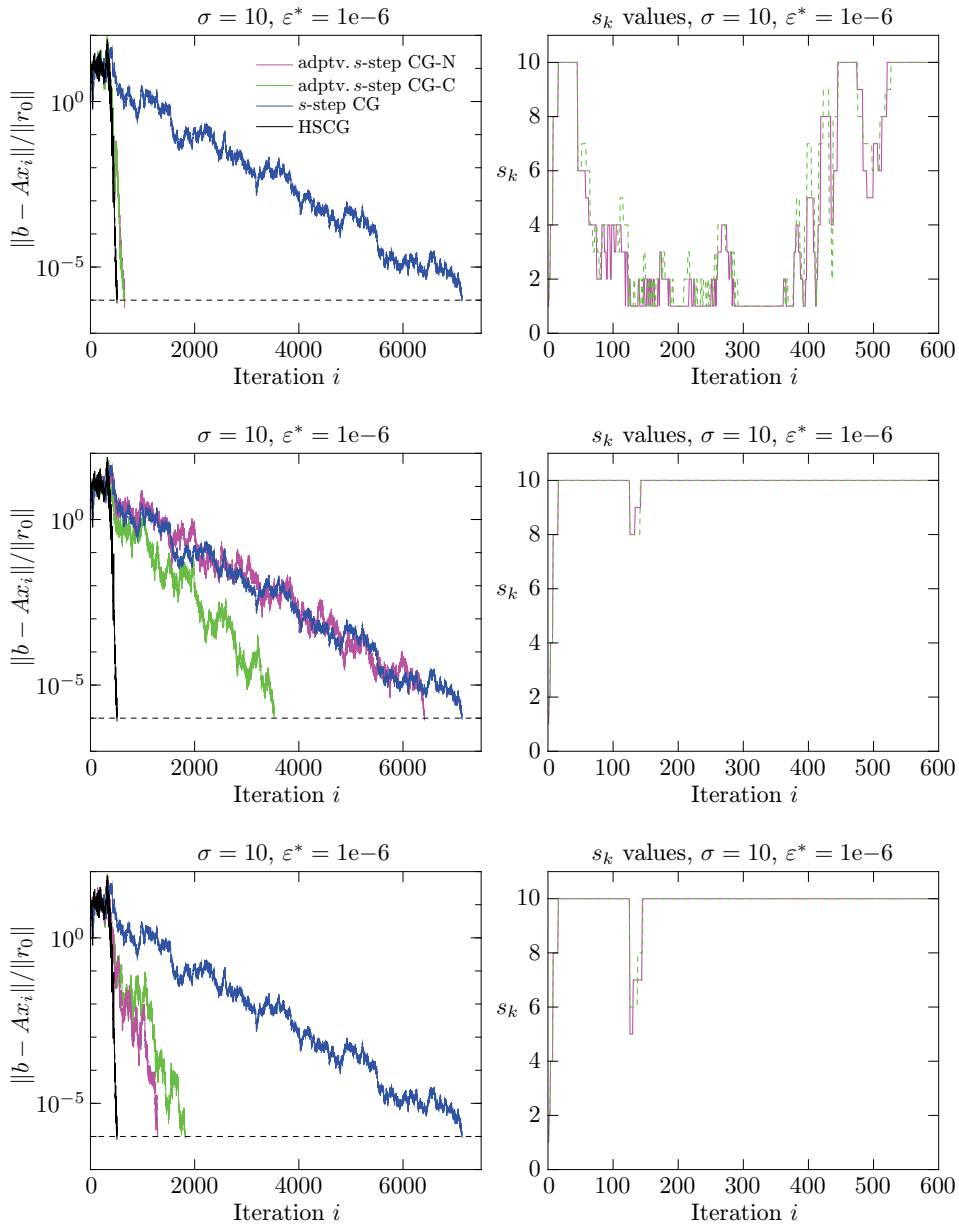 σ = 10, ε* = 1e−6
||b − Ax_i||/||r_0||
10^0
10^−5
adptv. s-step CG-N
adptv. s-step CG-C
s-step CG
HSCG
0 2000 4000 6000
Iteration i
s_k values, σ = 10, ε* = 1e−6
s_k
10
8
6
4
2
0
0 100 200 300 400 500 600
Iteration i
σ = 10, ε* = 1e−6
||b − Ax_i||/||r_0||
10^0
10^−5
0 2000 4000 6000
Iteration i
s_k values, σ = 10, ε* = 1e−6
s_k
10
8
6
4
2
0
0 100 200 300 400 500 600
Iteration i
σ = 10, ε* = 1e−6
||b − Ax_i||/||r_0||
10^0
10^−5
0 2000 4000 6000
Iteration i
s_k values, σ = 10, ε* = 1e−6
s_k
10
8
6
4
2
0
0 100 200 300 400 500 600
Iteration i